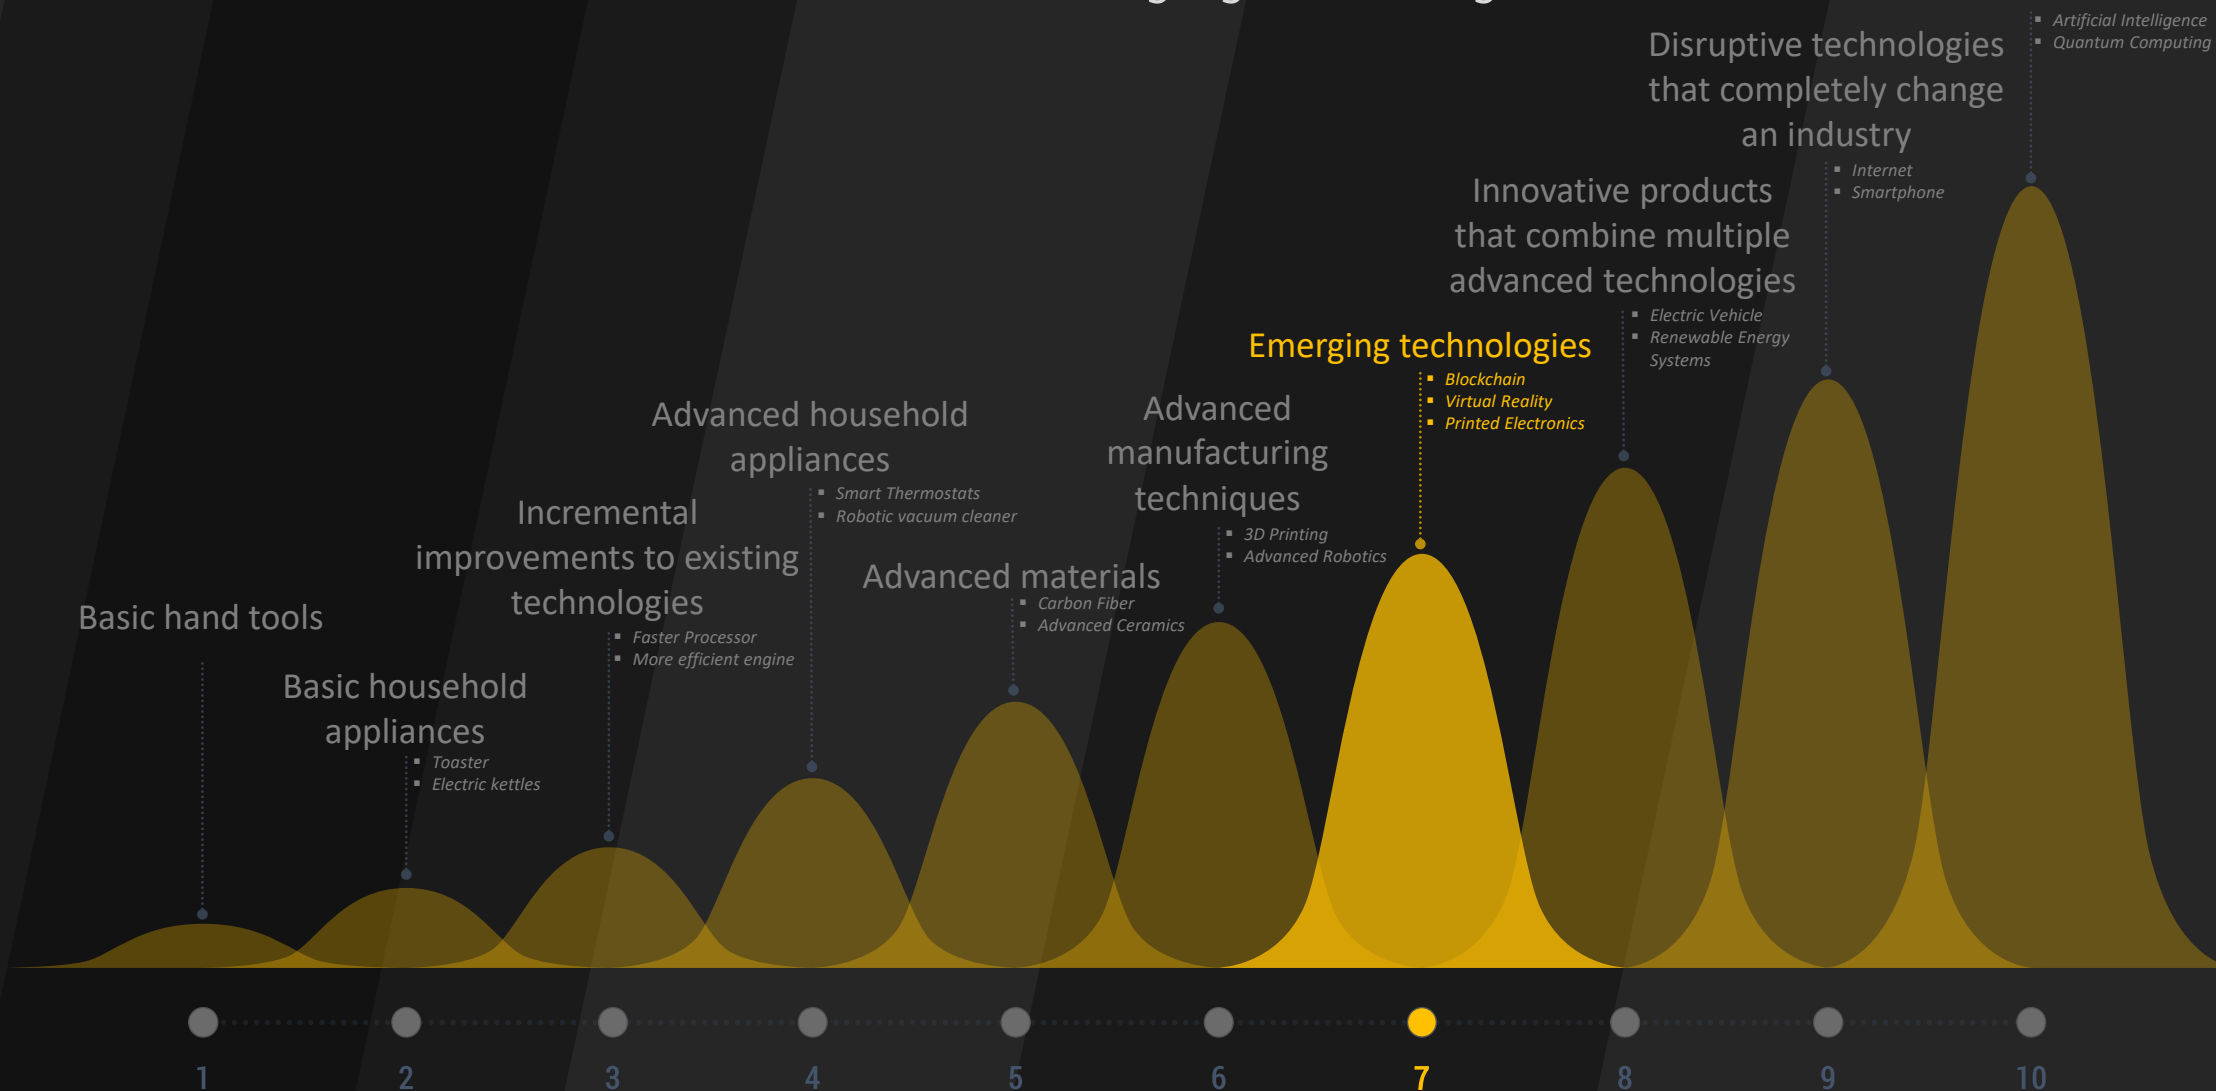 Basic hand tools
Basic household
appliances
▪ Toaster
▪ Electric kettles
Incremental
improvements to existing
technologies
▪ Faster Processor
▪ More efficient engine
Advanced household
appliances
▪ Smart Thermostats
▪ Robotic vacuum cleaner
Advanced materials
▪ Carbon Fiber
▪ Advanced Ceramics
Advanced
manufacturing
techniques
▪ 3D Printing
▪ Advanced Robotics
Emerging technologies
▪ Blockchain
▪ Virtual Reality
▪ Printed Electronics
Innovative products
that combine multiple
advanced technologies
▪ Electric Vehicle
▪ Renewable Energy
Systems
Disruptive technologies
that completely change
an industry
▪ Internet
▪ Smartphone
▪ Artificial Intelligence
▪ Quantum Computing
1 2 3 4 5 6 7 8 9 10